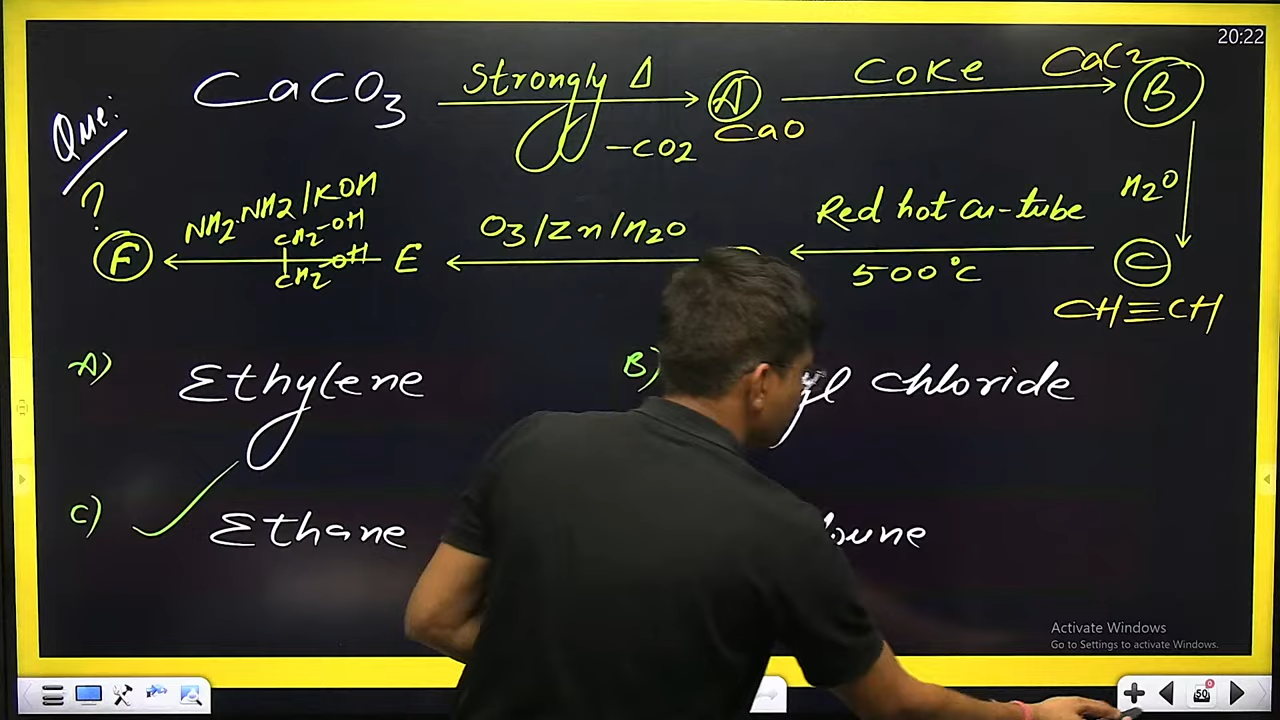 20:22
Que:
CaCO3 Strongly Δ A Coke CaC2 B
-CO2 CaO
H2O
? NH2.NH2/KOH O3/Zn/H2O Red hot Cu-tube
CH2-OH
F E 500°C C
CH2-OH
CH≡CH
A) Ethylene B) yl chloride
C) Ethane
Activate Windows
Go to Settings to activate Windows.
50